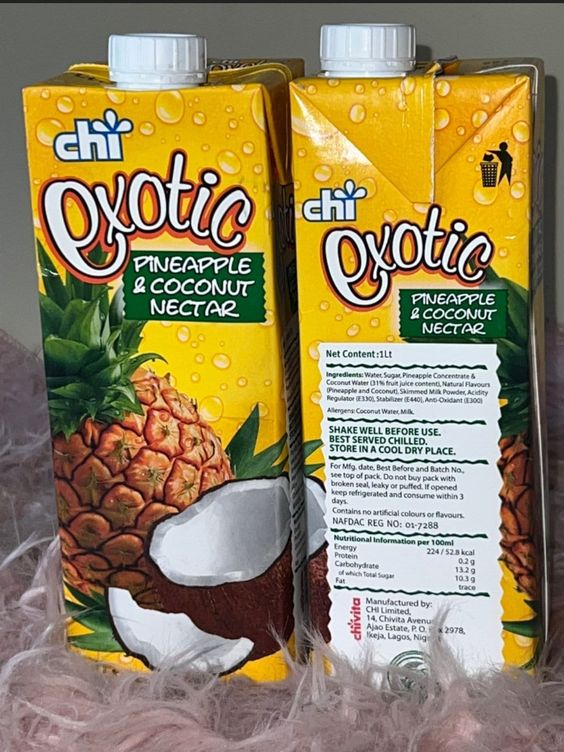 chi
exotic
PINEAPPLE
& COCONUT
NECTAR
chi
exotic
PINEAPPLE
& COCONUT
NECTAR
Net Content:1Lt
Ingredients: Water, Sugar, Pineapple Concentrate &
Coconut Water (31% fruit juice content), Natural Flavours
(Pineapple and Coconut), Skimmed Milk Powder, Acidity
Regulator (E330), Stabilizer (E440), Anti-Oxidant (E300)
Allergens: Coconut Water, Milk.
SHAKE WELL BEFORE USE.
BEST SERVED CHILLED.
STORE IN A COOL DRY PLACE.
For Mfg. date, Best Before and Batch No.,
see top of pack. Do not buy pack with
broken seal, leaky or puffed. If opened
keep refrigerated and consume within 3
days.
Contains no artificial colours or flavours.
NAFDAC REG NO: 01-7288
Nutritional Information per 100ml
Energy 224 / 52.8 kcal
Protein 0.2 g
Carbohydrate 13.2 g
of which Total Sugar 10.3 g
Fat trace
chivita
Manufactured by:
CHI Limited,
14, Chivita Avenue
Ajao Estate, P. O. 2978,
Ikeja, Lagos,